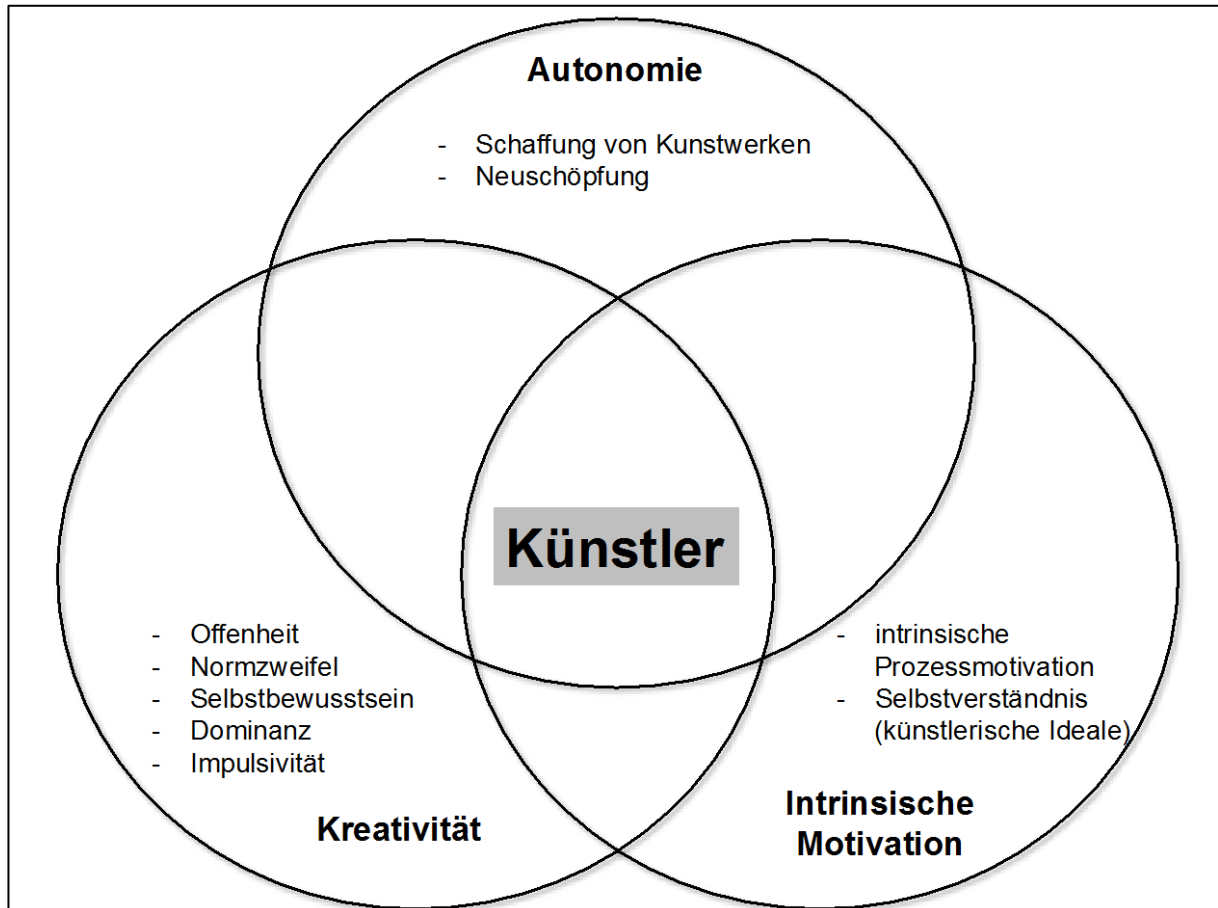 Autonomie
- Schaffung von Kunstwerken
- Neuschöpfung
Künstler
- Offenheit
- Normzweifel
- Selbstbewusstsein
- Dominanz
- Impulsivität
Kreativität
- intrinsische
Prozessmotivation
- Selbstverständnis
(künstlerische Ideale)
Intrinsische
Motivation